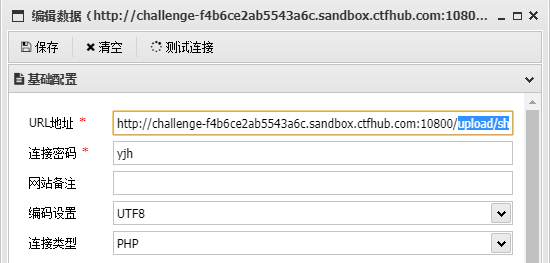 编辑数据 (http://challenge-f4b6ce2ab5543a6c.sandbox.ctfhub.com:1080...
保存 清空 测试连接
基础配置
URL地址 * http://challenge-f4b6ce2ab5543a6c.sandbox.ctfhub.com:10800/upload/sh
连接密码 * yjh
网站备注
编码设置 UTF8
连接类型 PHP